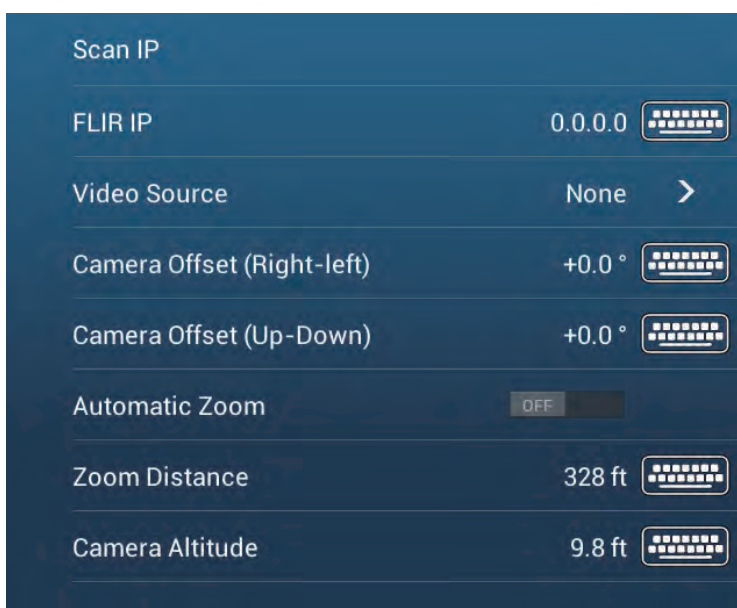 Scan IP
FLIR IP 0.0.0.0
Video Source None >
Camera Offset (Right-left) +0.0 °
Camera Offset (Up-Down) +0.0 °
Automatic Zoom OFF
Zoom Distance 328 ft
Camera Altitude 9.8 ft